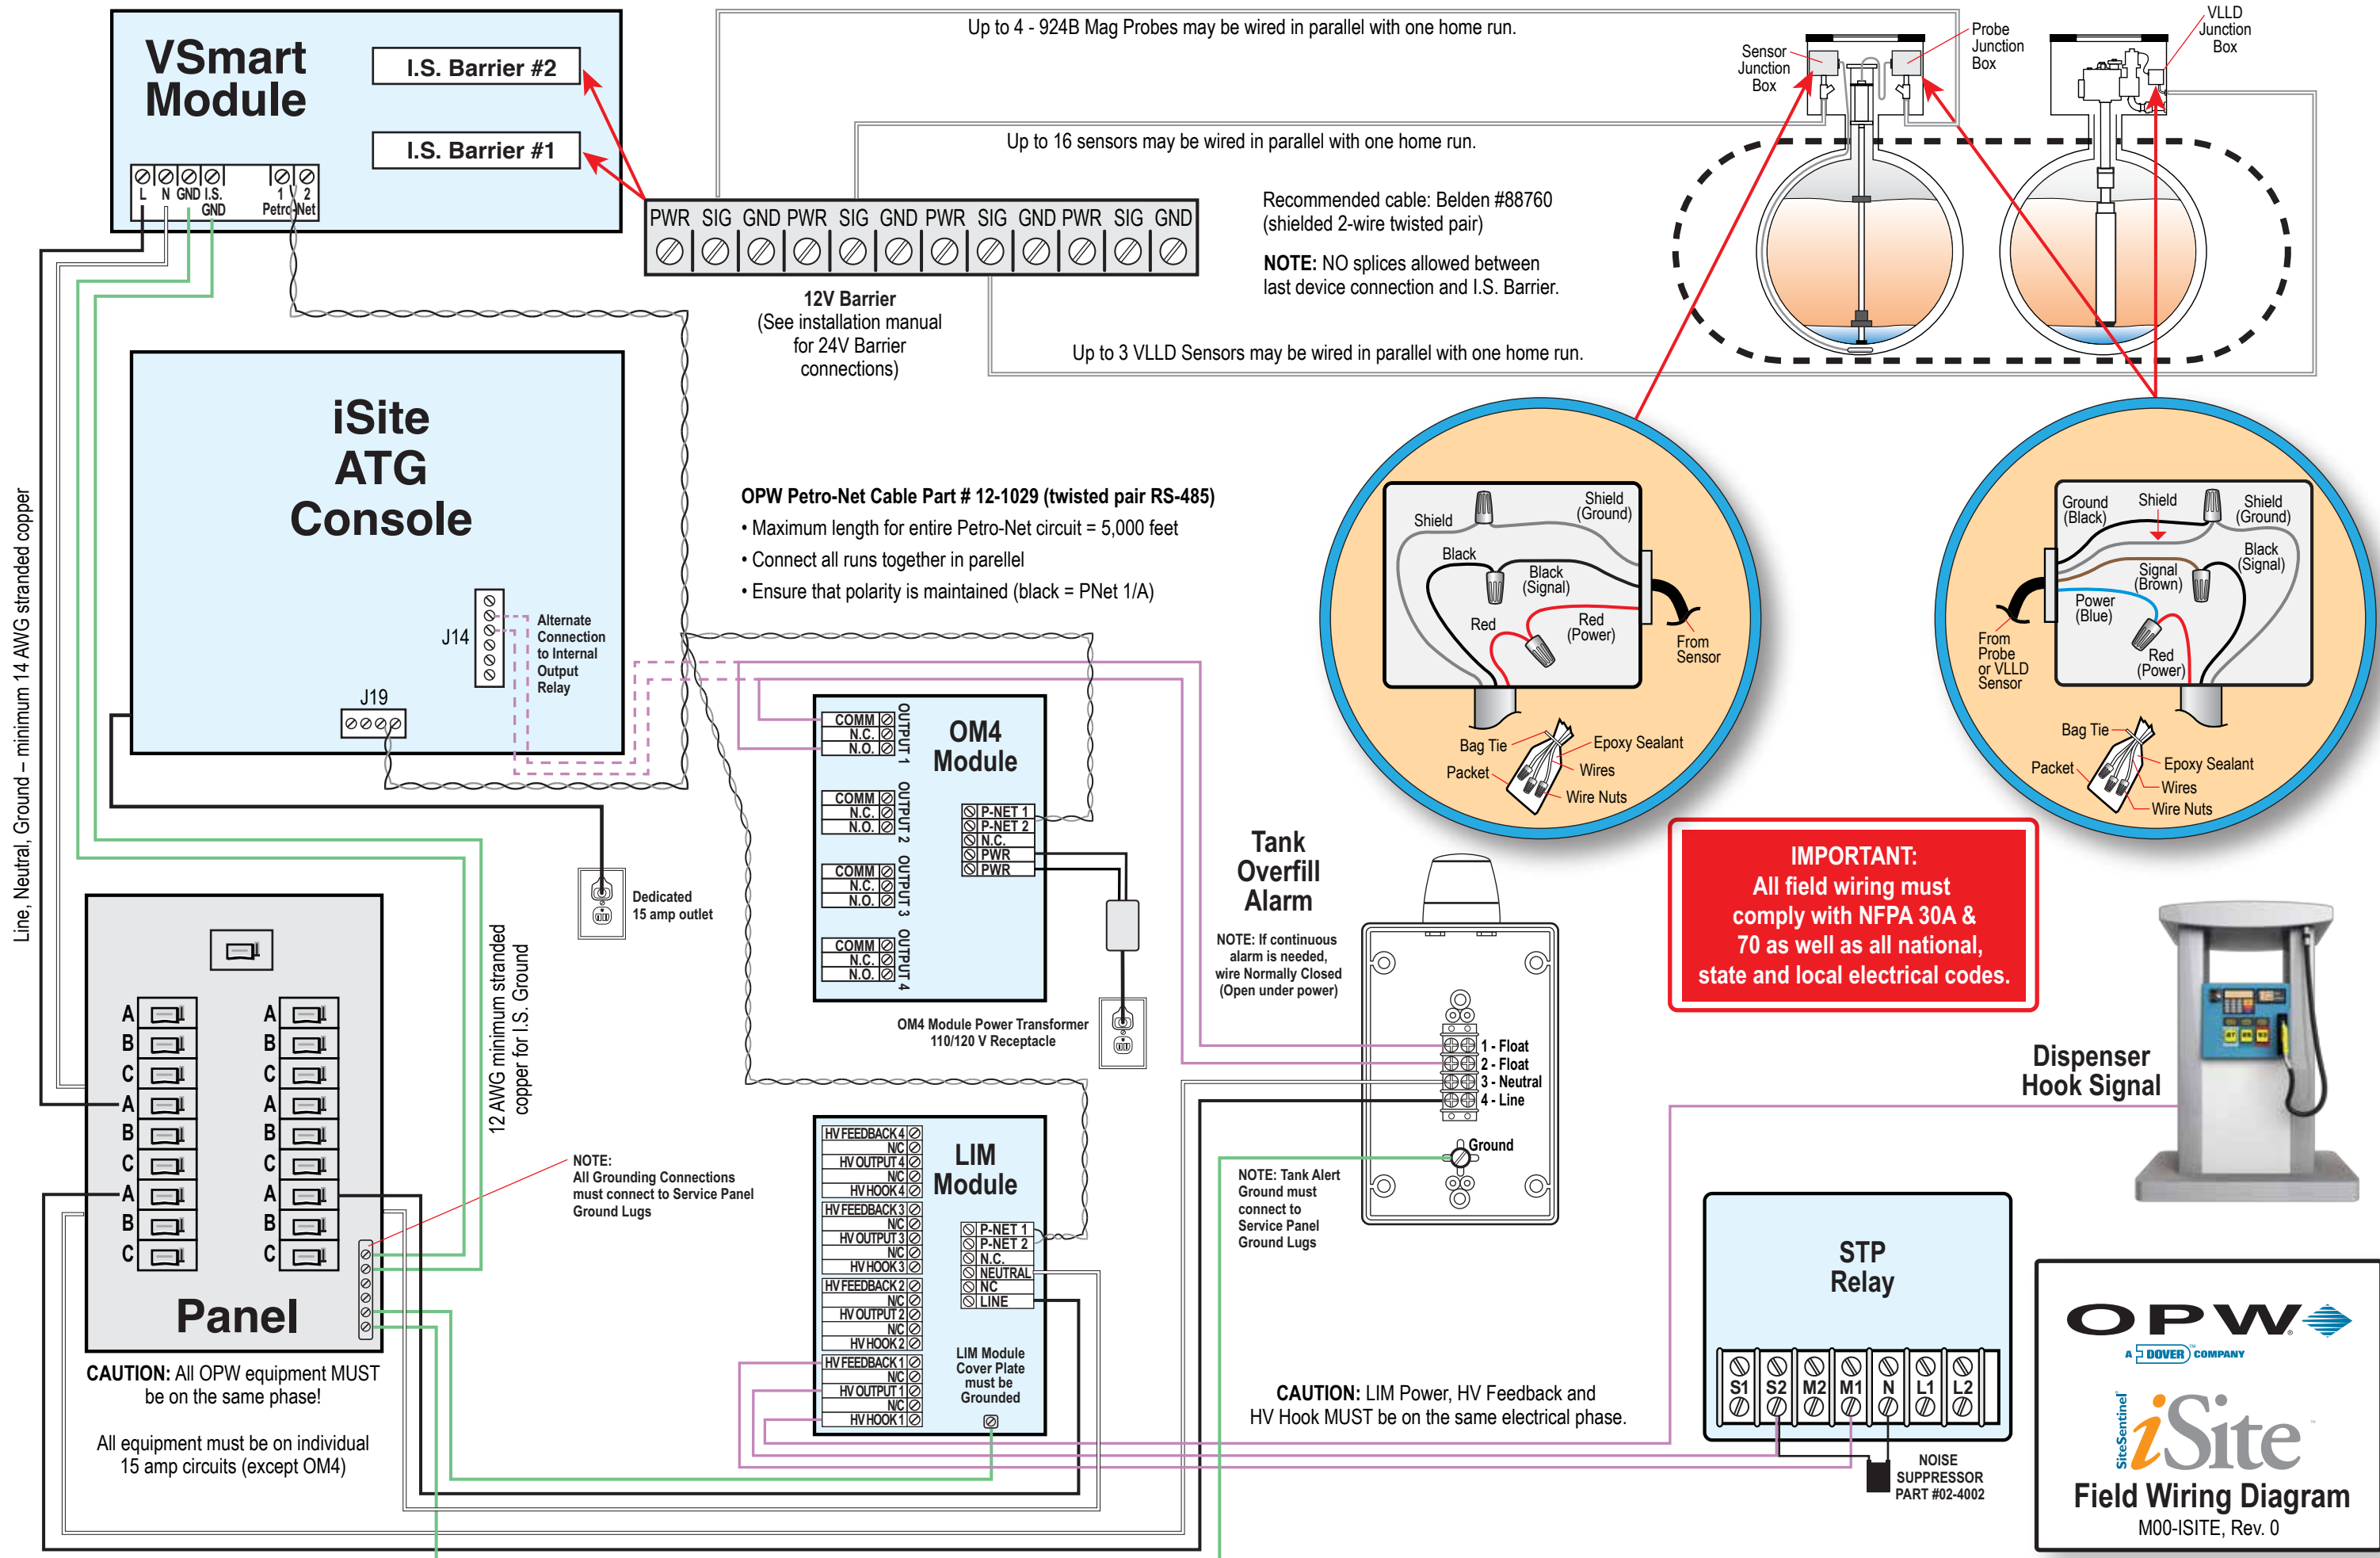 VSmart
Module
I.S. Barrier #2
I.S. Barrier #1
L N GND I.S. GND
1 2
Petro-Net
Up to 4 - 924B Mag Probes may be wired in parallel with one home run.
Up to 16 sensors may be wired in parallel with one home run.
PWR SIG GND PWR SIG GND PWR SIG GND PWR SIG GND
12V Barrier
(See installation manual
for 24V Barrier
connections)
Recommended cable: Belden #88760
(shielded 2-wire twisted pair)
NOTE: NO splices allowed between
last device connection and I.S. Barrier.
Up to 3 VLLD Sensors may be wired in parallel with one home run.
Sensor
Junction
Box
Probe
Junction
Box
VLLD
Junction
Box
iSite
ATG
Console
J14
J19
Alternate
Connection
to Internal
Output
Relay
OPW Petro-Net Cable Part # 12-1029 (twisted pair RS-485)
• Maximum length for entire Petro-Net circuit = 5,000 feet
• Connect all runs together in parellel
• Ensure that polarity is maintained (black = PNet 1/A)
Shield
Shield
(Ground)
Black
Black
(Signal)
Red
Red
(Power)
From
Sensor
Bag Tie
Epoxy Sealant
Packet
Wires
Wire Nuts
Ground
(Black)
Shield
Shield
(Ground)
Black
(Signal)
Signal
(Brown)
Power
(Blue)
Red
(Power)
From
Probe
or VLLD
Sensor
Bag Tie
Epoxy Sealant
Packet
Wires
Wire Nuts
Line, Neutral, Ground – minimum 14 AWG stranded copper
12 AWG minimum stranded
copper for I.S. Ground
Dedicated
15 amp outlet
OM4
Module
COMM
N.C.
N.O.
OUTPUT 1
COMM
N.C.
N.O.
OUTPUT 2
COMM
N.C.
N.O.
OUTPUT 3
COMM
N.C.
N.O.
OUTPUT 4
P-NET 1
P-NET 2
N.C.
PWR
PWR
OM4 Module Power Transformer
110/120 V Receptacle
Tank
Overfill
Alarm
NOTE: If continuous
alarm is needed,
wire Normally Closed
(Open under power)
1 - Float
2 - Float
3 - Neutral
4 - Line
Ground
NOTE: Tank Alert
Ground must
connect to
Service Panel
Ground Lugs
IMPORTANT:
All field wiring must
comply with NFPA 30A &
70 as well as all national,
state and local electrical codes.
Dispenser
Hook Signal
A A
B B
C C
A A
B B
C C
A A
B B
C C
Panel
NOTE:
All Grounding Connections
must connect to Service Panel
Ground Lugs
CAUTION: All OPW equipment MUST
be on the same phase!
All equipment must be on individual
15 amp circuits (except OM4)
LIM
Module
HV FEEDBACK 4
N/C
HV OUTPUT 4
N/C
HV HOOK 4
HV FEEDBACK 3
N/C
HV OUTPUT 3
N/C
HV HOOK 3
HV FEEDBACK 2
N/C
HV OUTPUT 2
N/C
HV HOOK 2
HV FEEDBACK 1
N/C
HV OUTPUT 1
N/C
HV HOOK 1
P-NET 1
P-NET 2
N.C.
NEUTRAL
NC
LINE
LIM Module
Cover Plate
must be
Grounded
CAUTION: LIM Power, HV Feedback and
HV Hook MUST be on the same electrical phase.
STP
Relay
S1 S2 M2 M1 N L1 L2
NOISE
SUPPRESSOR
PART #02-4002
OPW
A DOVER COMPANY
SiteSentinel
iSite
Field Wiring Diagram
M00-ISITE, Rev. 0